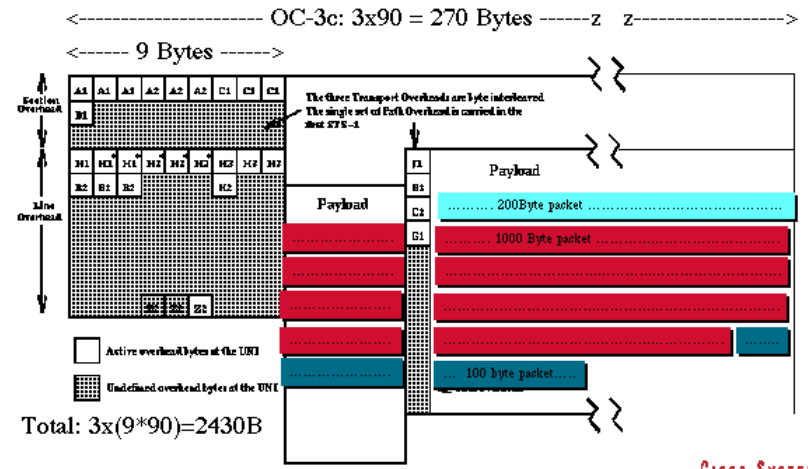 OC-3c: 3x90 = 270 Bytes
z z
9 Bytes
A1 A1 A1 A2 A2 A2 C1 C1 C1
Section
Overhead
B1
The three Transport Overheads are byte interleaved
The single set of Path Overhead is carried in the
first STS-1
H1 H1 H1 H2 H2 H2 H3 H3 H3
J1
Payload
B2 B2 B2 K2
B3
Line
Overhead
Payload
C2
200Byte packet
G1
1000 Byte packet
Z2 Z2 Z2
Active overhead bytes at the UNI
100 byte packet
Undefined overhead bytes at the UNI
Total: 3x(9*90)=2430B